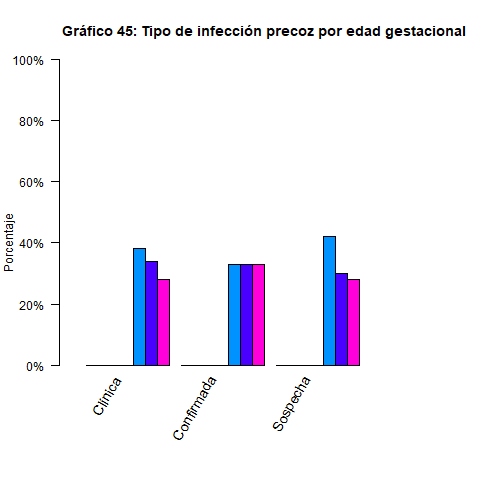 Gráfico 45: Tipo de infección precoz por edad gestacional
100%
80%
60%
40%
20%
0%
Porcentaje
Clínica
Confirmada
Sospecha